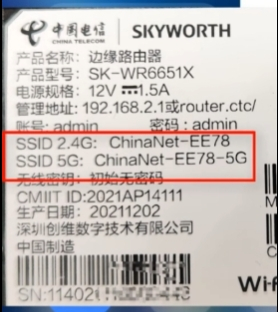 中国电信
CHINA TELECOM
SKYWORTH
产品名称: 边缘路由器
产品型号: SK-WR6651X
电源规格: 12V⎓1.5A
管理地址: 192.168.2.1或router.ctc/
账号: admin 密码: admin
SSID 2.4G: ChinaNet-EE78
SSID 5G: ChinaNet-EE78-5G
无线密钥: 初始无密码
CMIIT ID:2021AP14111
生产日期: 20211202
深圳创维数字技术有限公司
中国制造
Wi-F
SN:11402